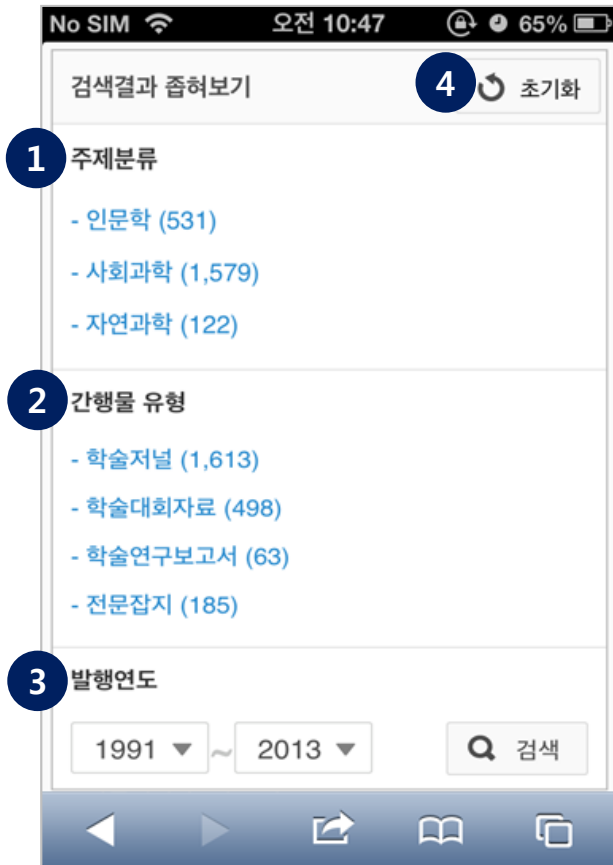 No SIM 오전 10:47 65%
검색결과 좁혀보기 4 초기화
1 주제분류
- 인문학 (531)
- 사회과학 (1,579)
- 자연과학 (122)
2 간행물 유형
- 학술저널 (1,613)
- 학술대회자료 (498)
- 학술연구보고서 (63)
- 전문잡지 (185)
3 발행연도
1991 ▼ ~ 2013 ▼ 검색